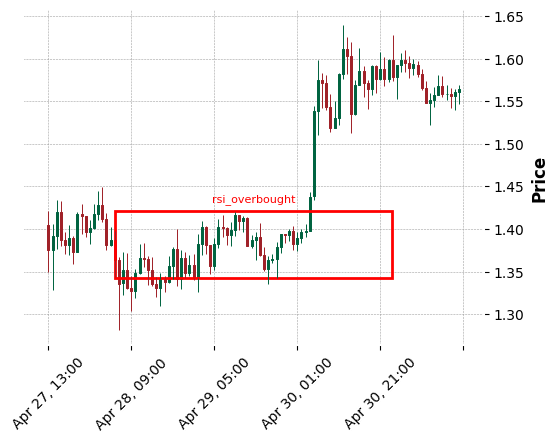 1.65
1.60
1.55
1.50
1.45
1.40
1.35
1.30
Price
rsi_overbought
Apr 27, 13:00
Apr 28, 09:00
Apr 29, 05:00
Apr 30, 01:00
Apr 30, 21:00